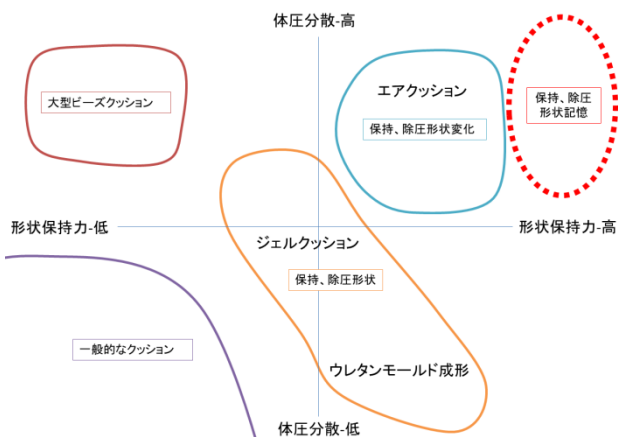 体圧分散-高
エアクッション
大型ビーズクッション
保持、除圧
形状記憶
保持、除圧形状変化
形状保持力-低
形状保持力-高
ジェルクッション
保持、除圧形状
一般的なクッション
ウレタンモールド成形
体圧分散-低